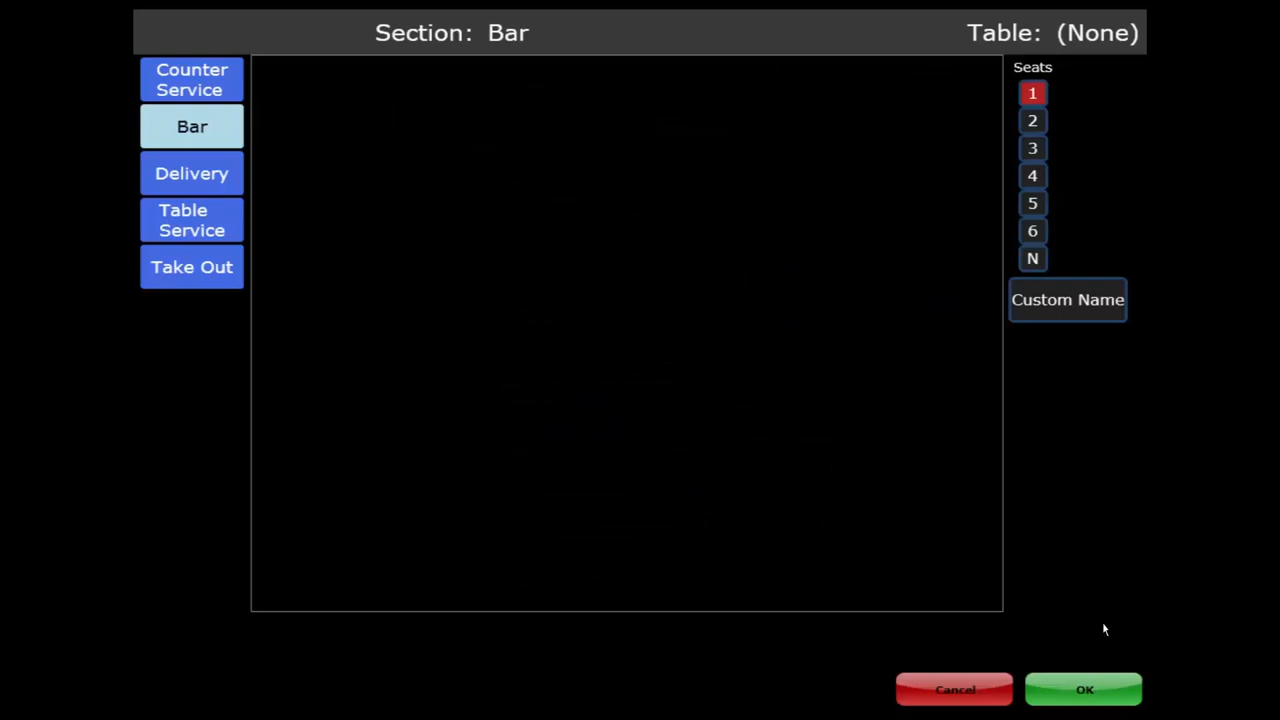 Section: Bar
Table: (None)
Counter
Service
Bar
Delivery
Table
Service
Take Out
Seats
1
2
3
4
5
6
N
Custom Name
Cancel
OK